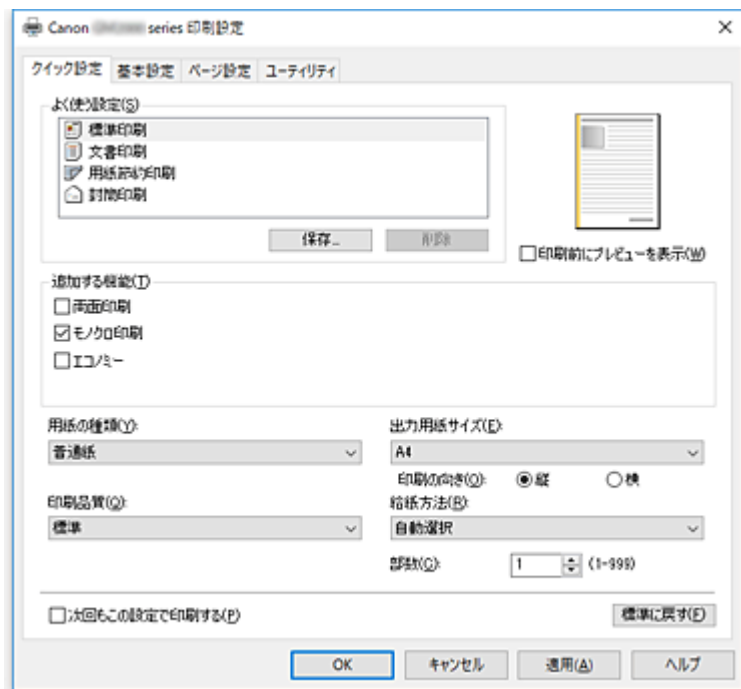 Canon series 印刷設定
クイック設定 基本設定 ページ設定 ユーティリティ
よく使う設定(S)
標準印刷
文書印刷
用紙節約印刷
封筒印刷
保存... 削除
印刷前にプレビューを表示(W)
追加する機能(T)
両面印刷
モノクロ印刷
エコノミー
用紙の種類(Y): 出力用紙サイズ(E):
普通紙 A4
印刷の向き(O): 縦 横
印刷品質(Q): 給紙方法(R):
標準 自動選択
部数(C): 1 (1-999)
次回もこの設定で印刷する(P) 標準に戻す(F)
OK キャンセル 適用(A) ヘルプ